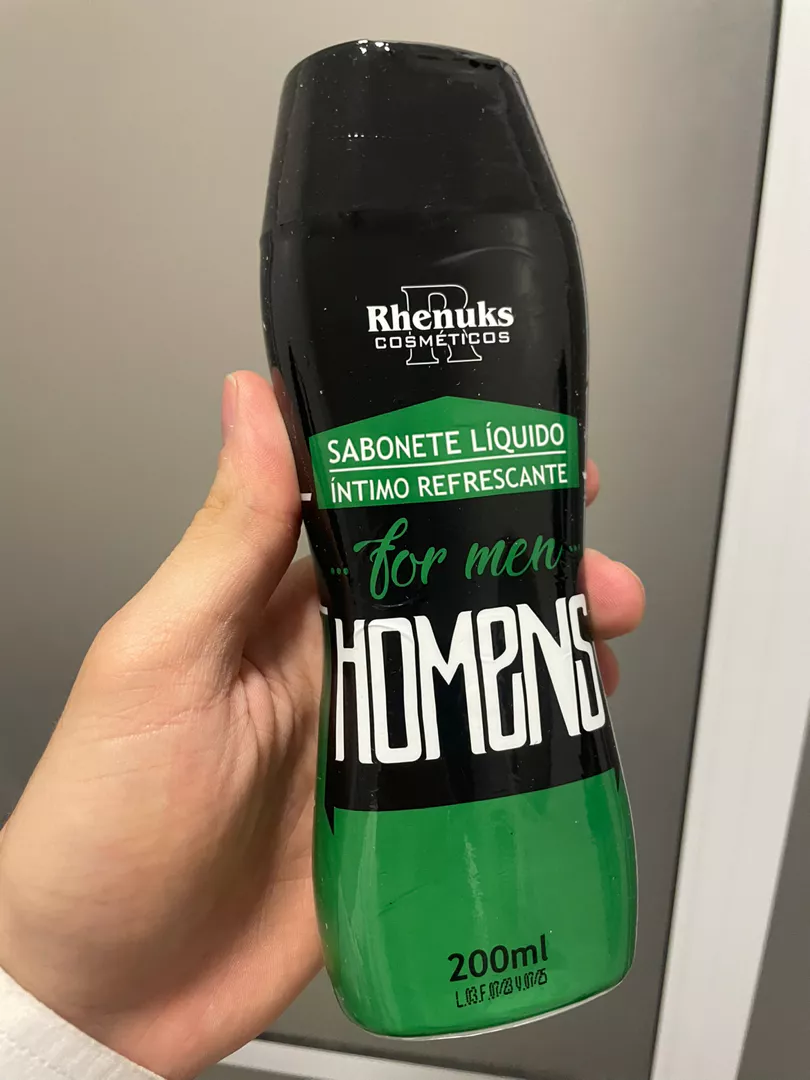 R
Rhenuks
COSMÉTICOS
SABONETE LÍQUIDO
ÍNTIMO REFRESCANTE
for men
HOMENS
200ml
L.03 F.07/23 V.07/25